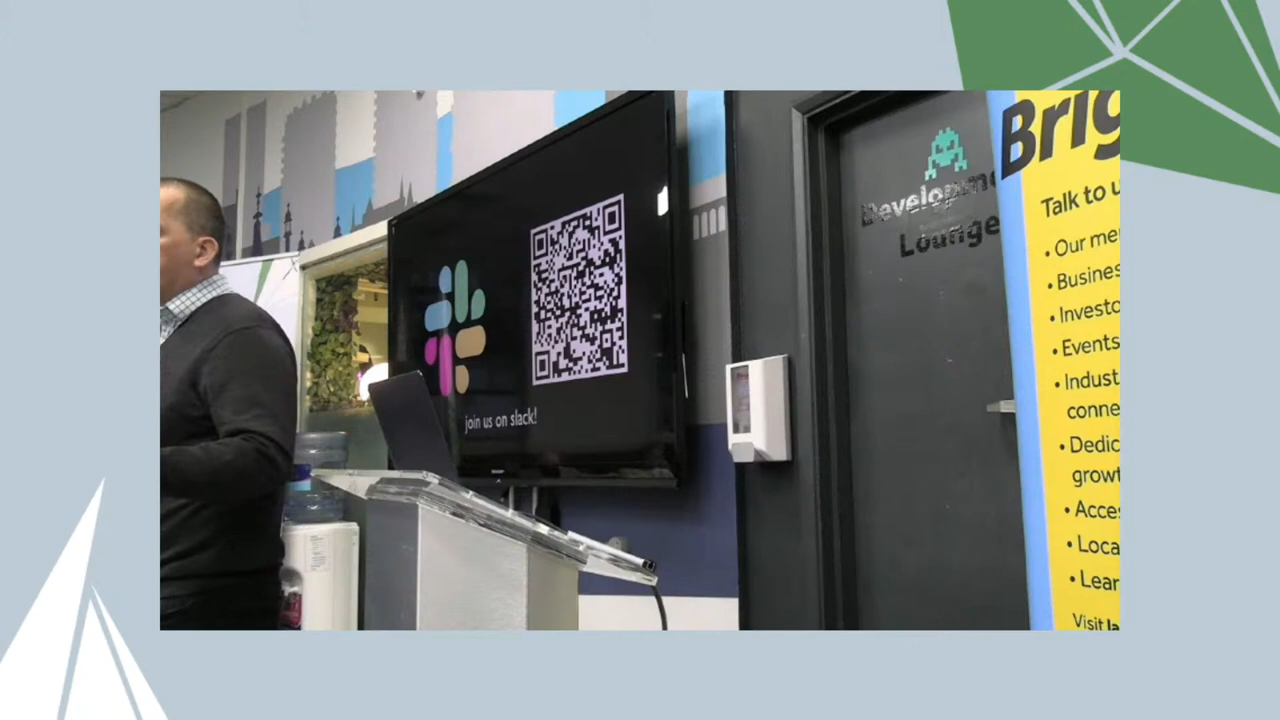 join us on slack!
Lounge
Brig
Talk to u
• Our me
• Busines
• Investo
• Events
• Indust
conne
• Dedic
growt
• Acces
• Loca
• Lear
Visit la